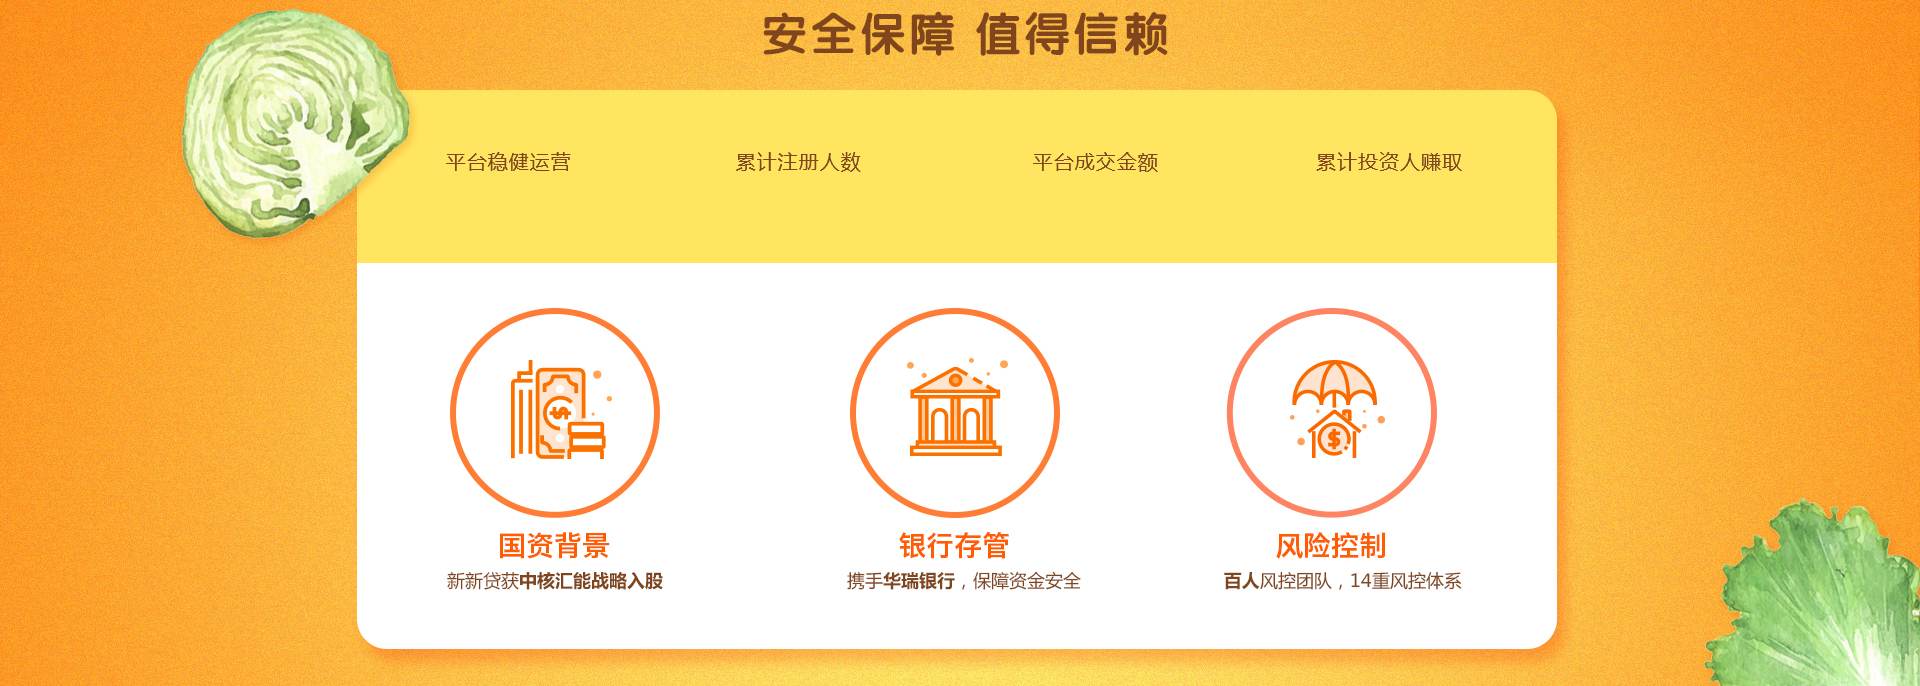 安全保障 值得信赖
平台稳健运营
累计注册人数
平台成交金额
累计投资人赚取
国资背景
新新贷获中核汇能战略入股
银行存管
携手华瑞银行，保障资金安全
风险控制
百人风控团队，14重风控体系